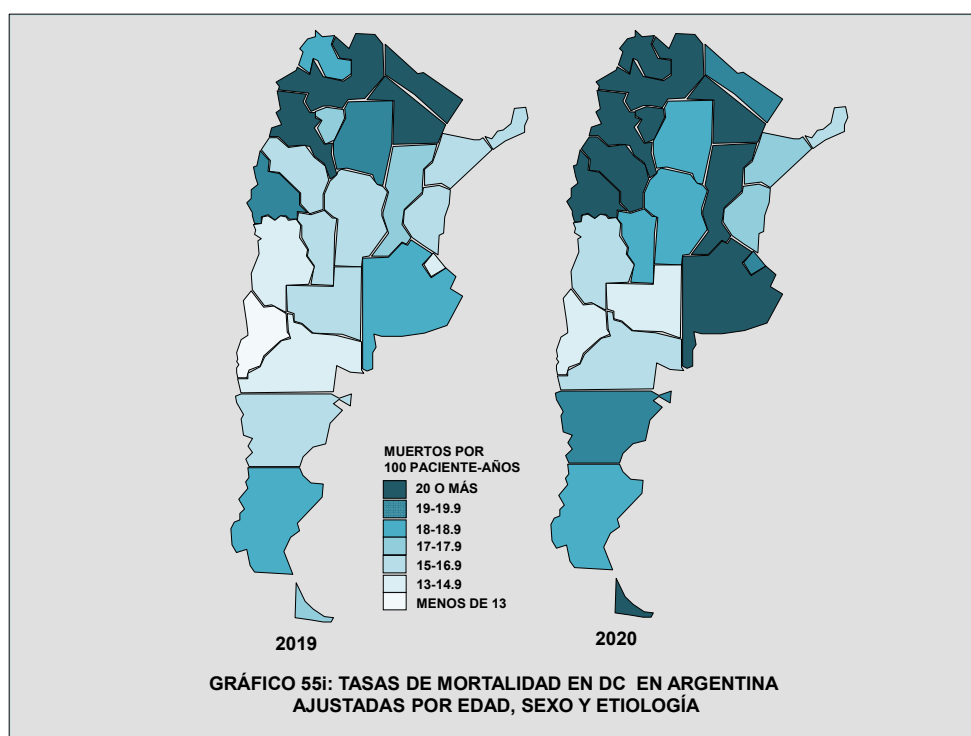 MUERTOS POR
100 PACIENTE-AÑOS
20 O MÁS
19-19.9
18-18.9
17-17.9
15-16.9
13-14.9
MENOS DE 13
2019
2020
GRÁFICO 55i: TASAS DE MORTALIDAD EN DC EN ARGENTINA
AJUSTADAS POR EDAD, SEXO Y ETIOLOGÍA